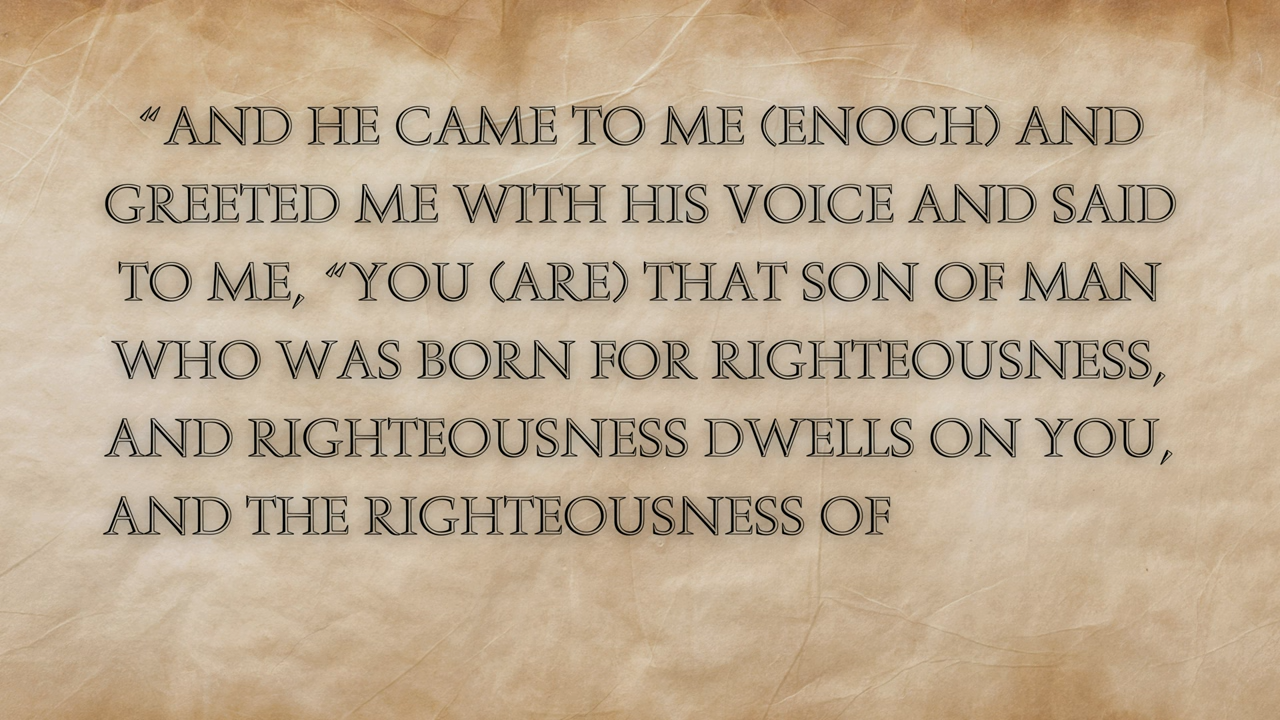 “AND HE CAME TO ME (ENOCH) AND
GREETED ME WITH HIS VOICE AND SAID
TO ME, “YOU (ARE) THAT SON OF MAN
WHO WAS BORN FOR RIGHTEOUSNESS,
AND RIGHTEOUSNESS DWELLS ON YOU,
AND THE RIGHTEOUSNESS OF